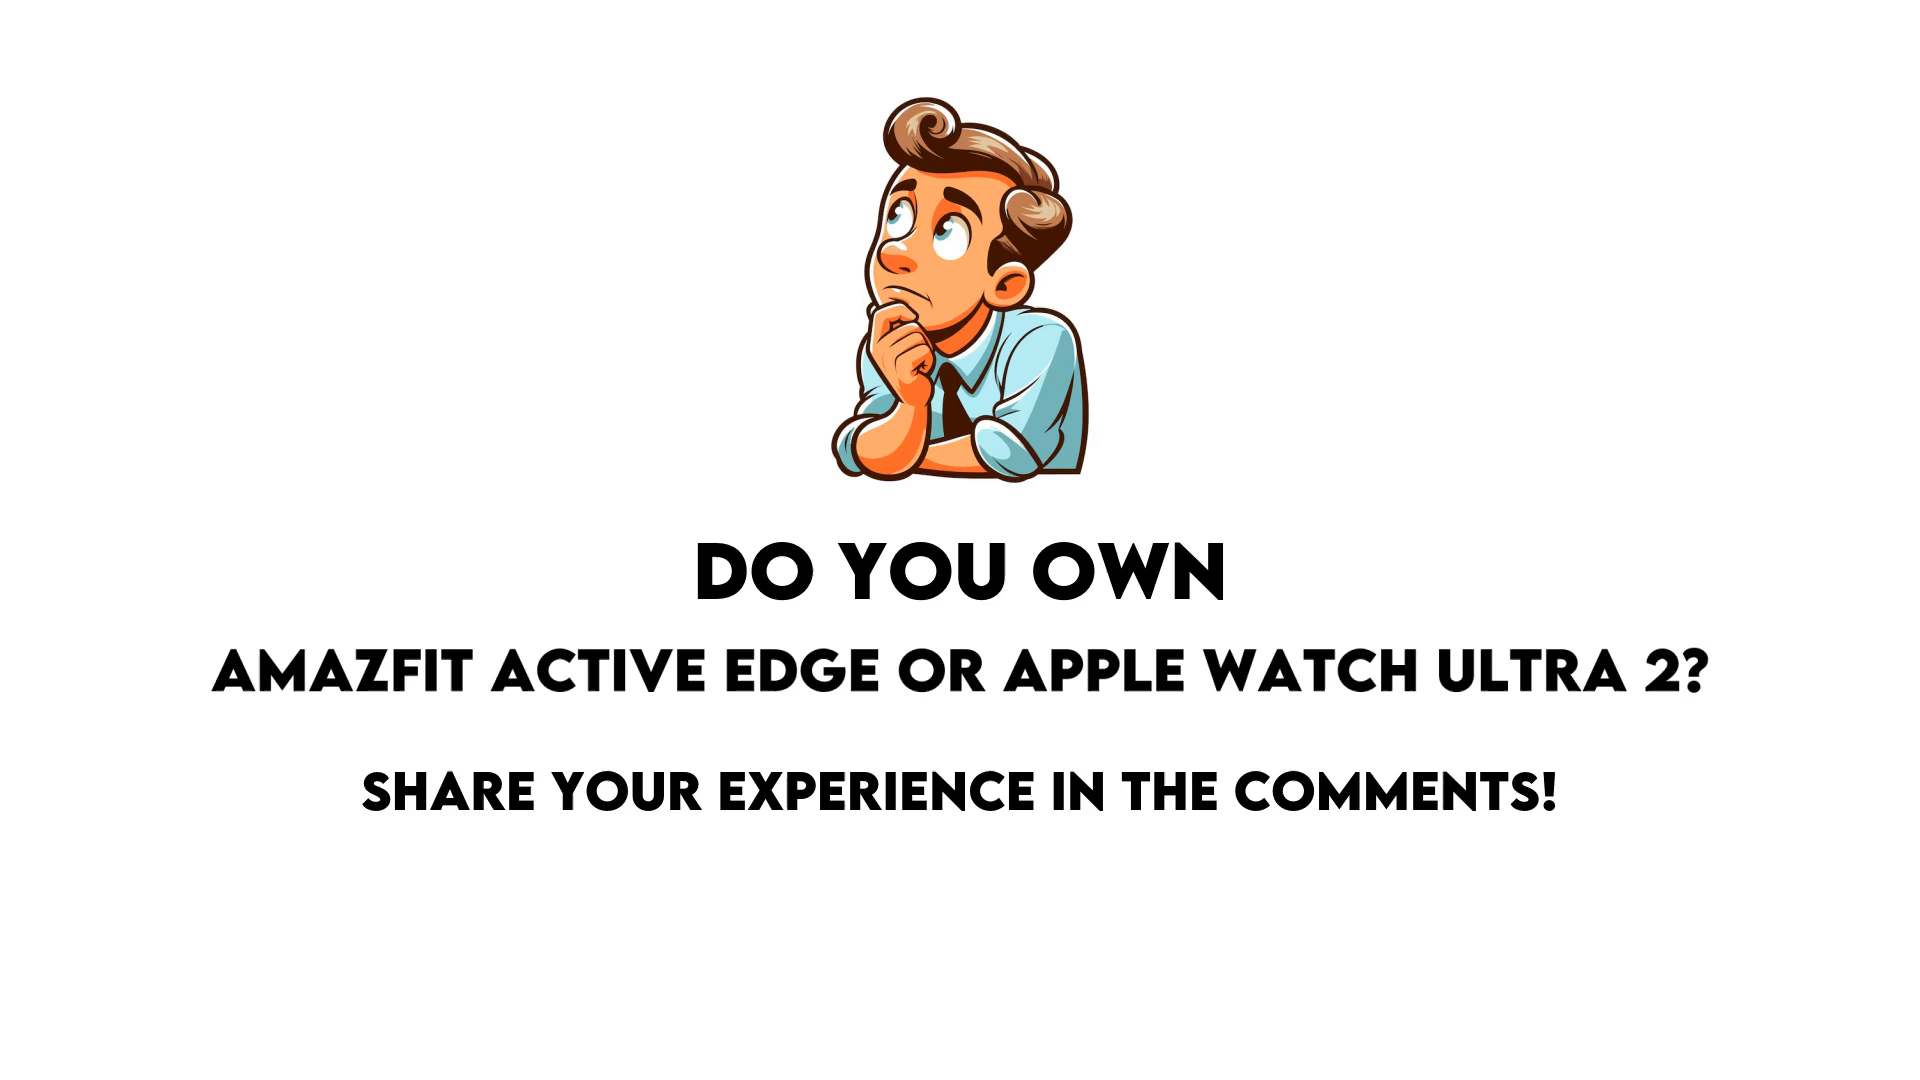 DO YOU OWN
AMAZFIT ACTIVE EDGE OR APPLE WATCH ULTRA 2?
SHARE YOUR EXPERIENCE IN THE COMMENTS!